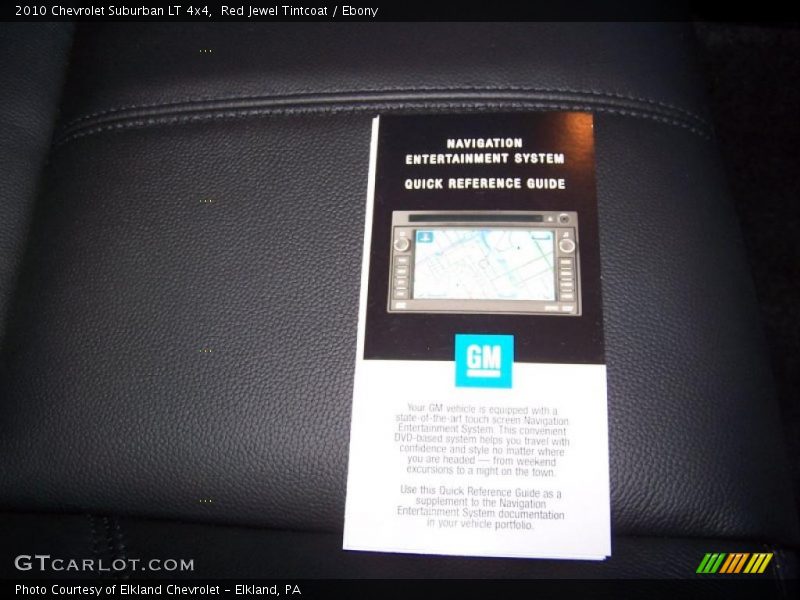 2010 Chevrolet Suburban LT 4x4,  Red Jewel Tintcoat / Ebony
NAVIGATION
ENTERTAINMENT SYSTEM
QUICK REFERENCE GUIDE
GM
Your GM vehicle is equipped with a
state-of-the-art touch screen Navigation
Entertainment System. This convenient
DVD-based system helps you travel with
confidence and style no matter where
you are headed — from weekend
excursions to a night on the town.
Use this Quick Reference Guide as a
supplement to the Navigation
Entertainment System documentation
in your vehicle portfolio.
GTCARLOT.COM
Photo Courtesy of Elkland Chevrolet - Elkland, PA